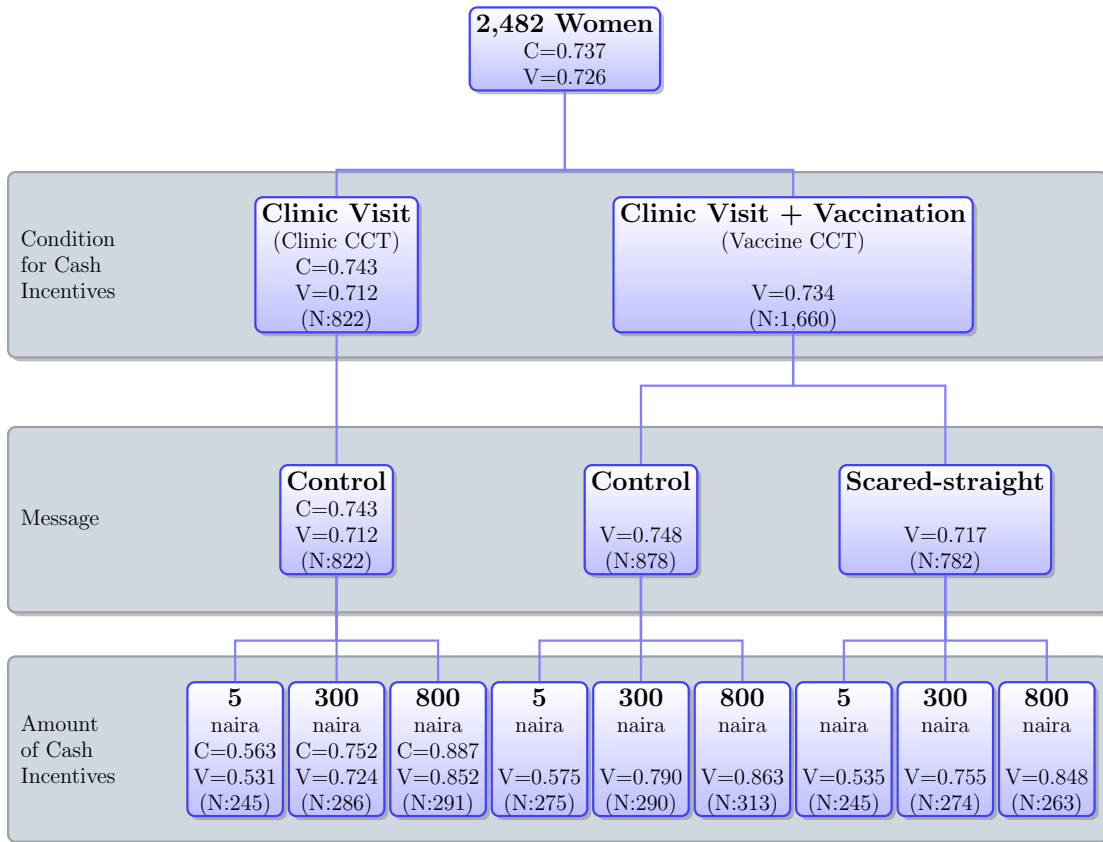 2,482 Women
C=0.737
V=0.726
Condition
for Cash
Incentives
Clinic Visit
(Clinic CCT)
C=0.743
V=0.712
(N:822)
Clinic Visit + Vaccination
(Vaccine CCT)
V=0.734
(N:1,660)
Message
Control
C=0.743
V=0.712
(N:822)
Control
V=0.748
(N:878)
Scared-straight
V=0.717
(N:782)
Amount
of Cash
Incentives
5
naira
C=0.563
V=0.531
(N:245)
300
naira
C=0.752
V=0.724
(N:286)
800
naira
C=0.887
V=0.852
(N:291)
5
naira
V=0.575
(N:275)
300
naira
V=0.790
(N:290)
800
naira
V=0.863
(N:313)
5
naira
V=0.535
(N:245)
300
naira
V=0.755
(N:274)
800
naira
V=0.848
(N:263)